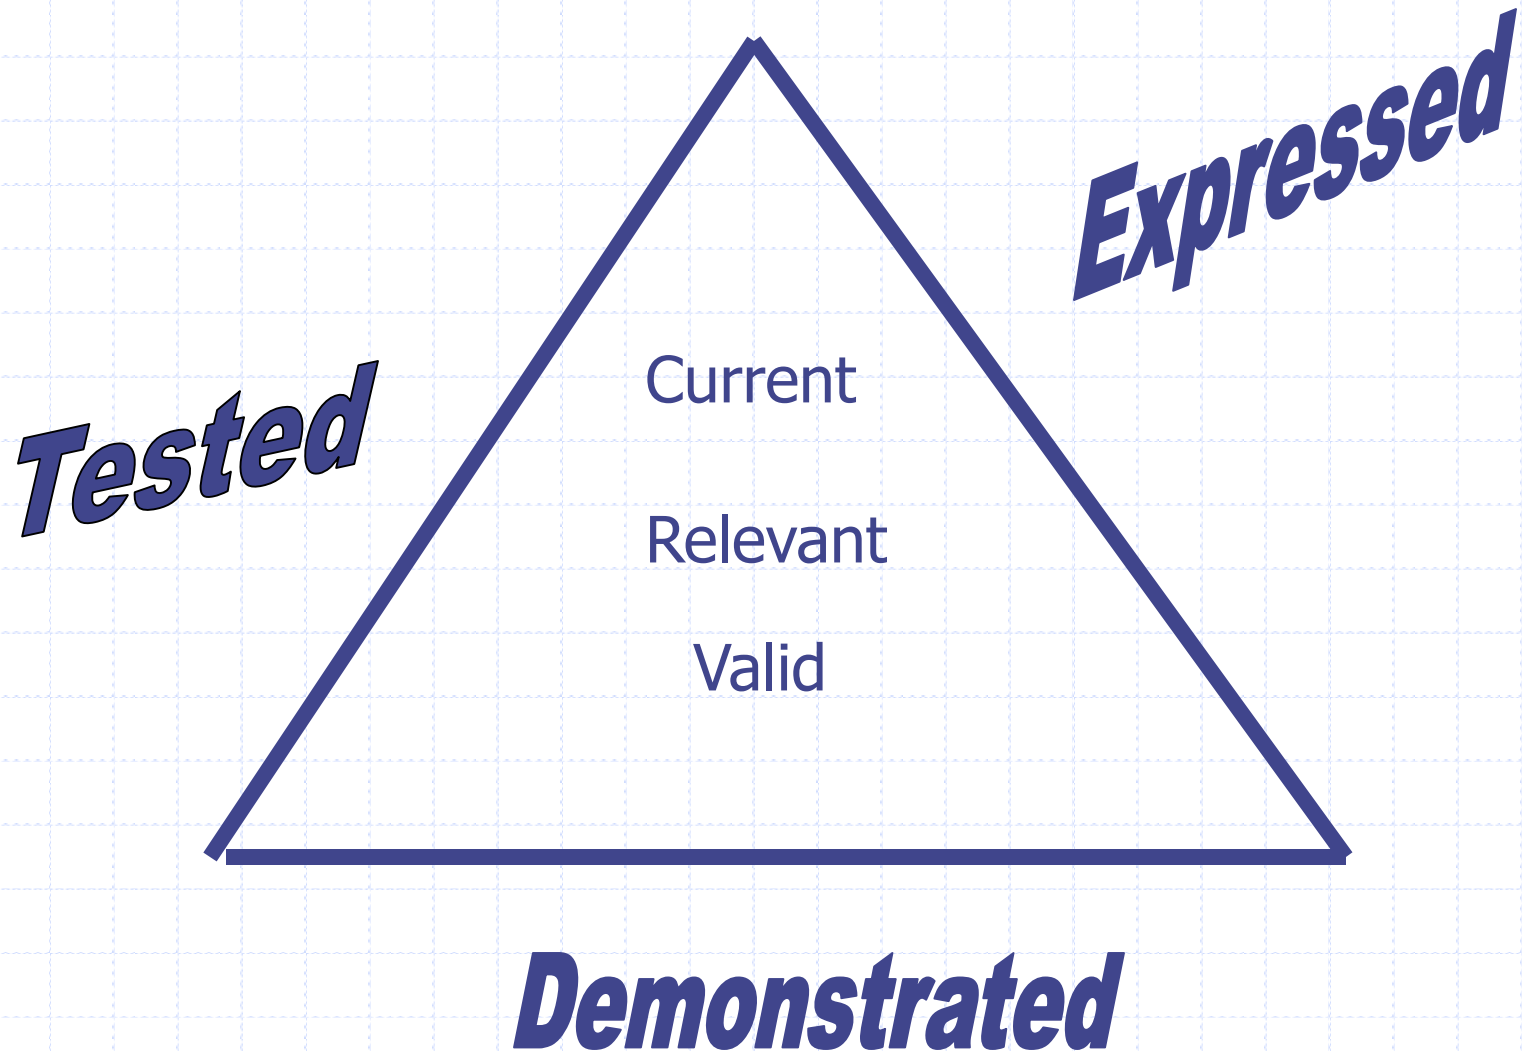 Expressed
Current
Tested
Relevant
Valid
Demonstrated